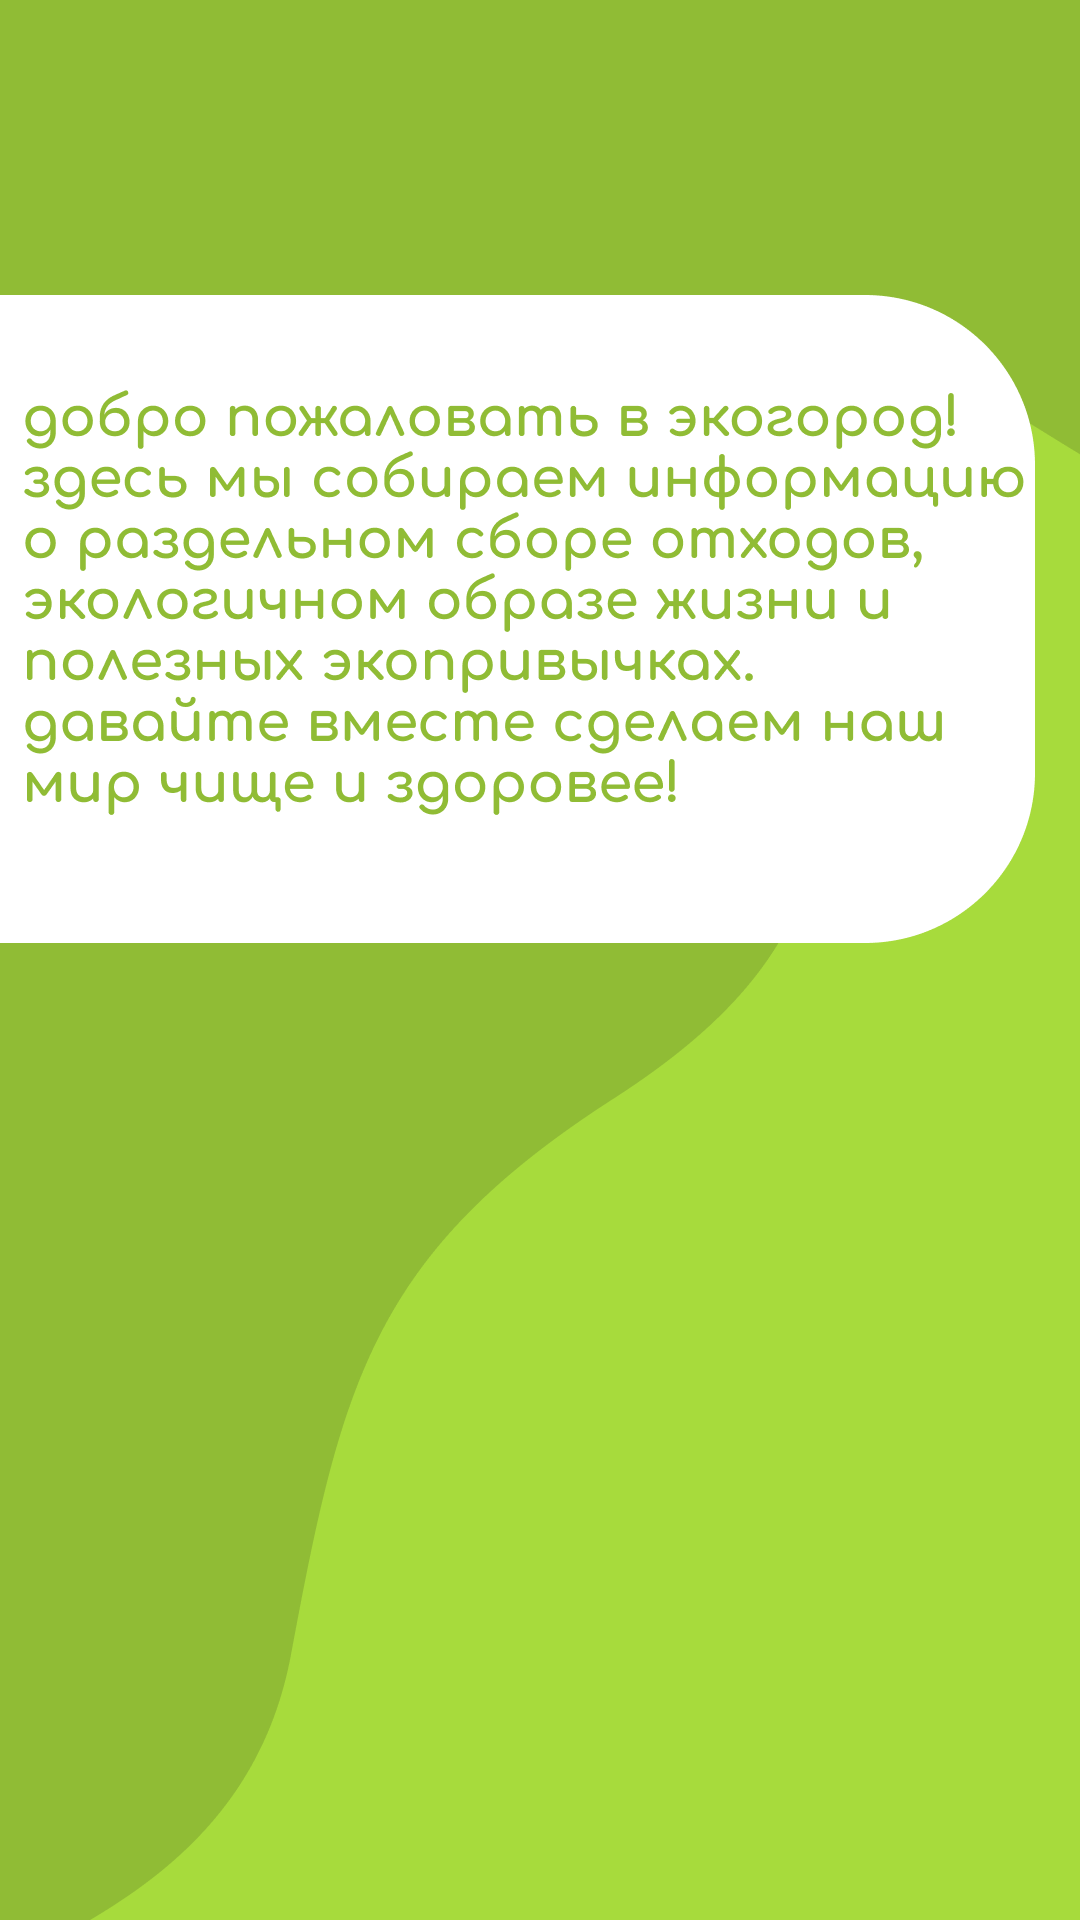 добро пожаловать в экогород!
здесь мы собираем информацию
о раздельном сборе отходов,
экологичном образе жизни и
полезных экопривычках.
давайте вместе сделаем наш
мир чище и здоровее!